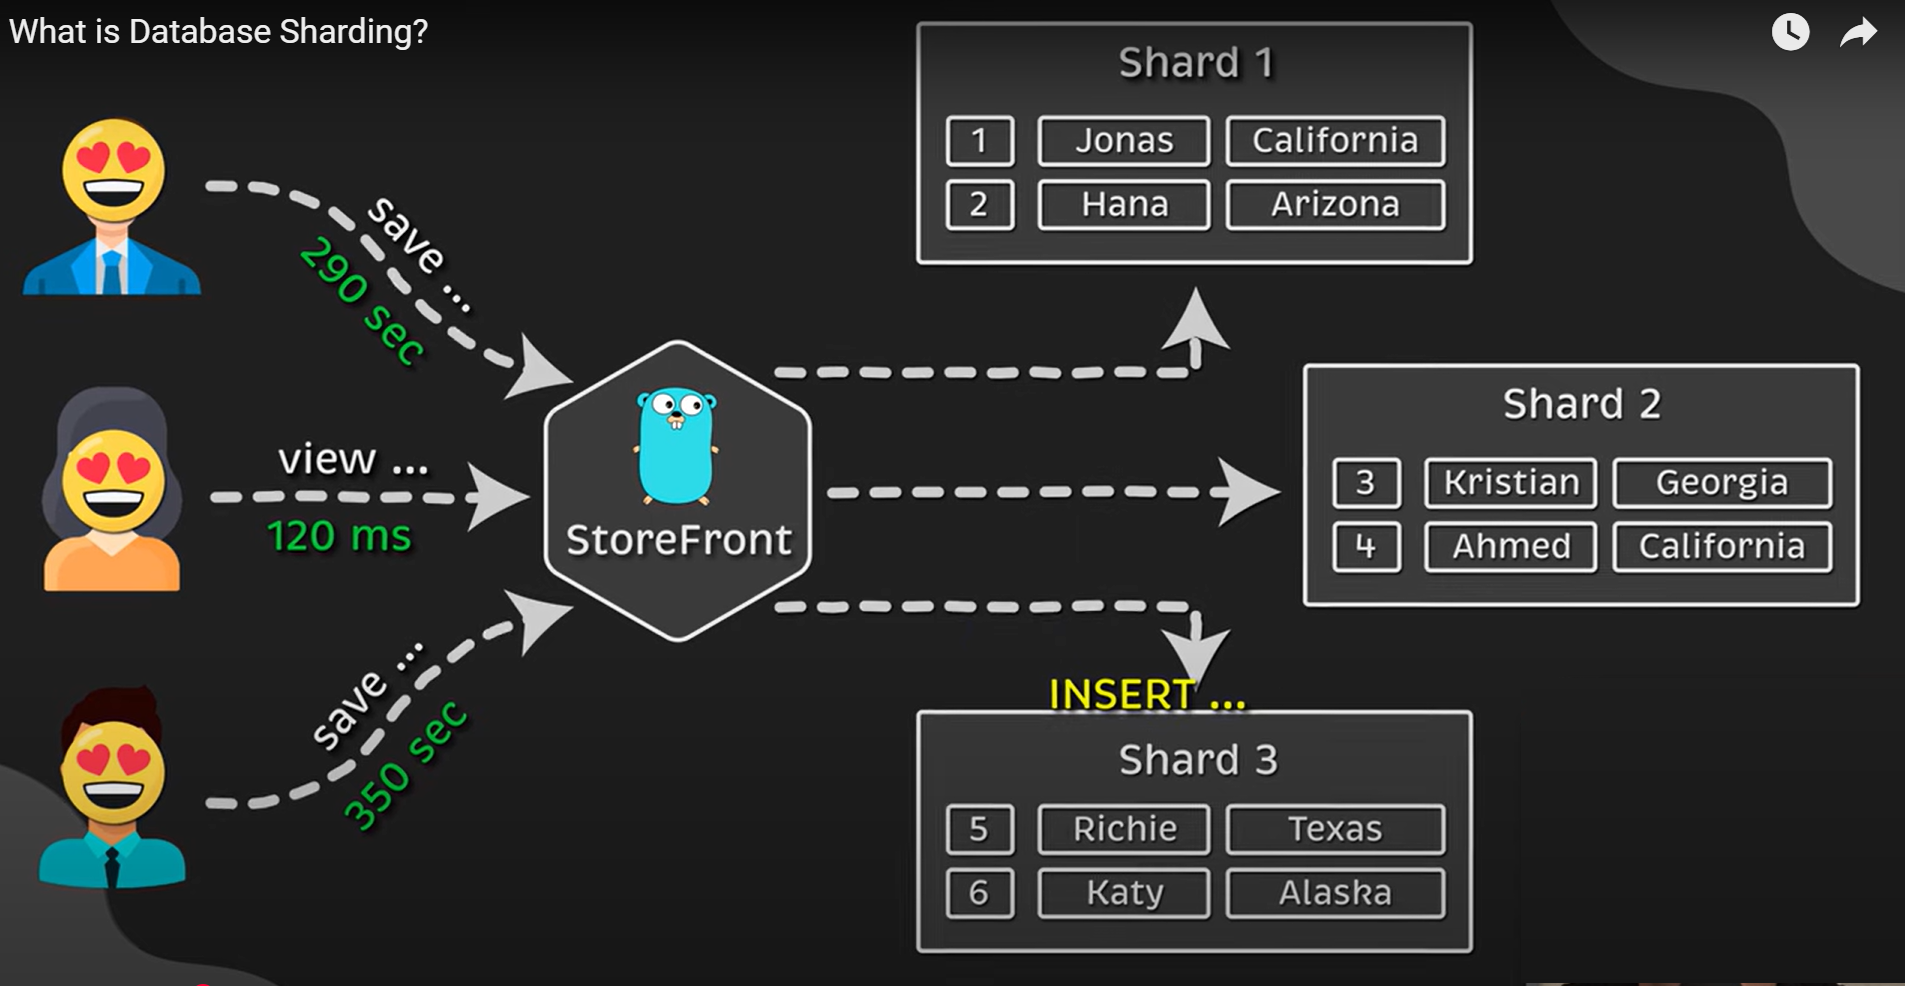 What is Database Sharding?
save ...
290 sec
view ...
120 ms
save ...
350 sec
StoreFront
Shard 1
1 Jonas California
2 Hana Arizona
Shard 2
3 Kristian Georgia
4 Ahmed California
INSERT ...
Shard 3
5 Richie Texas
6 Katy Alaska